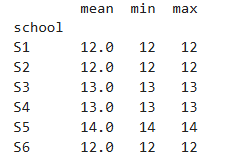 mean min max
school
S1 12.0 12 12
S2 12.0 12 12
S3 13.0 13 13
S4 13.0 13 13
S5 14.0 14 14
S6 12.0 12 12